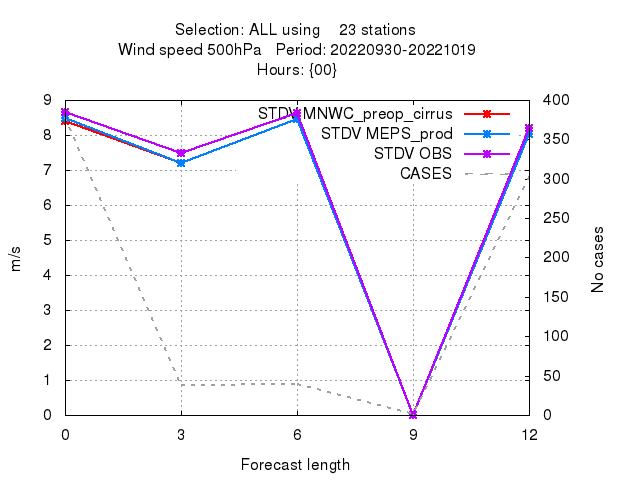 Selection: ALL using 23 stations
Wind speed 500hPa Period: 20220930-20221019
Hours: {00}
STDV MNWC_preop_cirrus
STDV MEPS_prod
STDV OBS
CASES
9
8
7
6
5
4
3
2
1
0
m/s
400
350
300
250
200
150
100
50
0
No cases
0 3 6 9 12
Forecast length